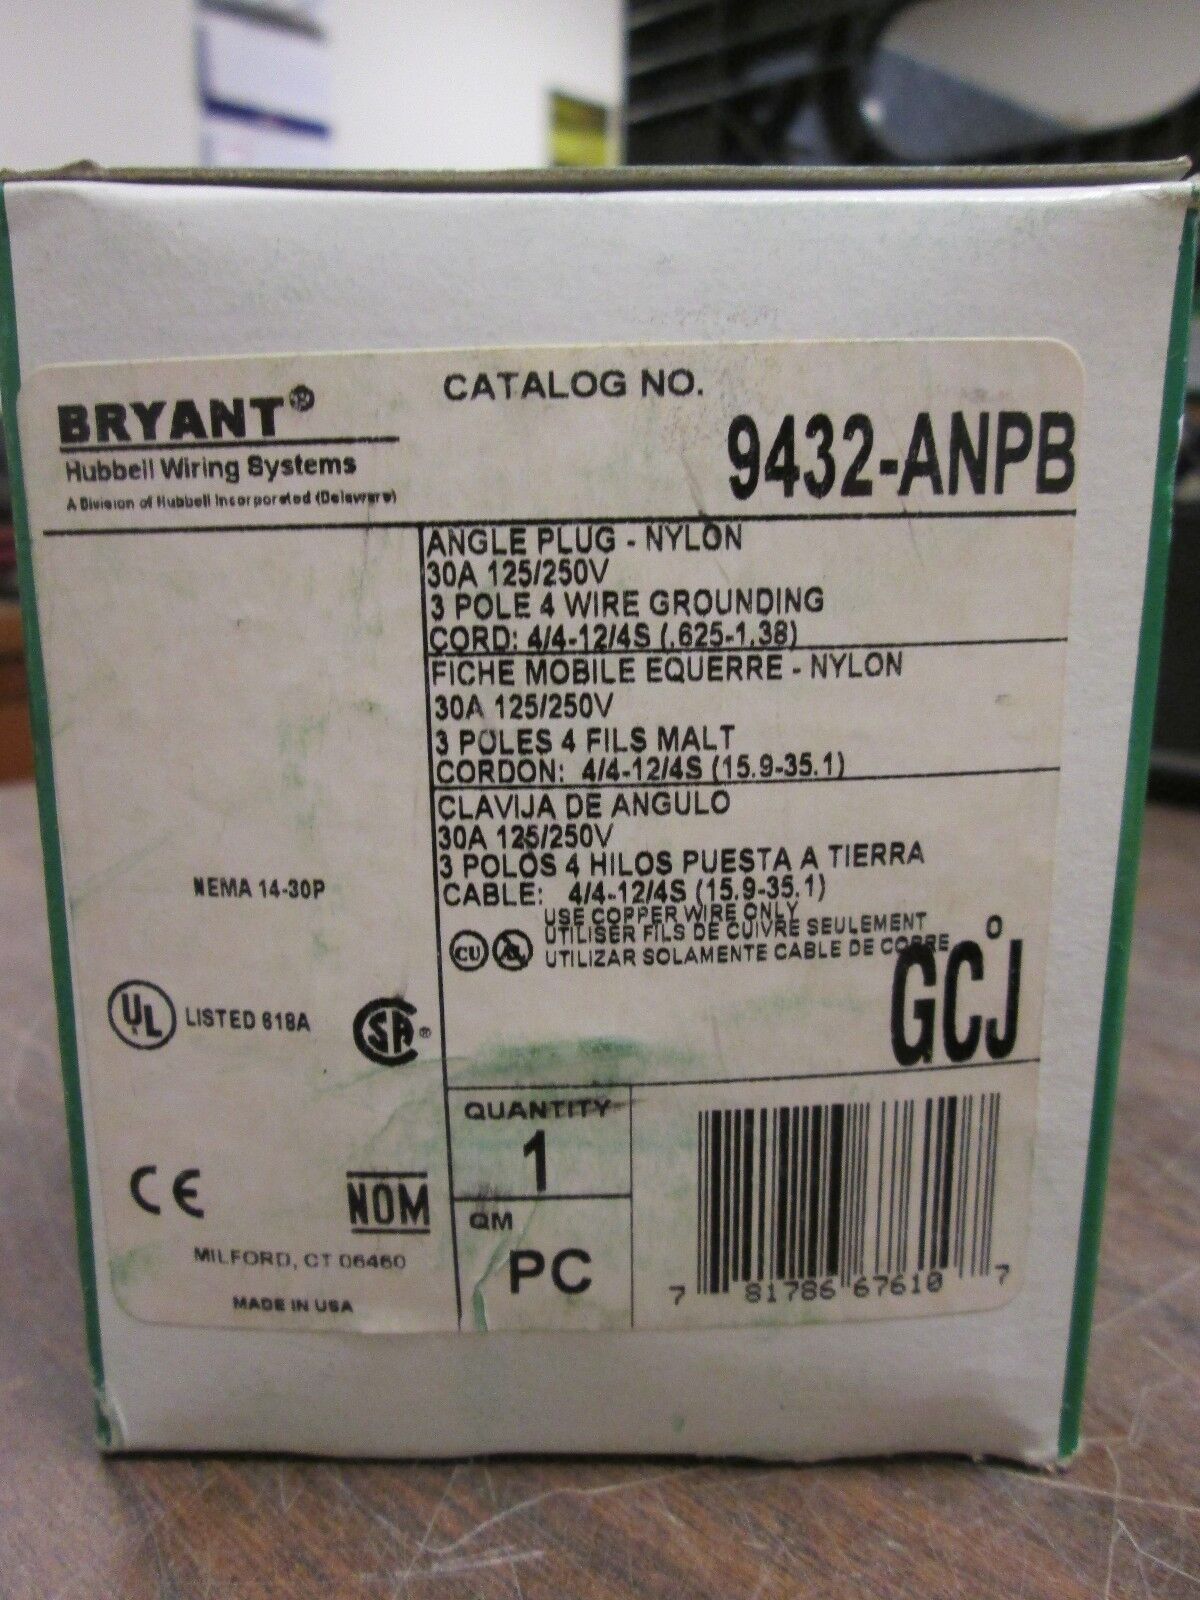 BRYANT®
Hubbell Wiring Systems
A Division of Hubbell Incorporated (Delaware)
CATALOG NO.
9432-ANPB
ANGLE PLUG - NYLON
30A 125/250V
3 POLE 4 WIRE GROUNDING
CORD: 4/4-12/4S (.625-1.38)
FICHE MOBILE EQUERRE - NYLON
30A 125/250V
3 POLES 4 FILS MALT
CORDON: 4/4-12/4S (15.9-35.1)
CLAVIJA DE ANGULO
30A 125/250V
3 POLOS 4 HILOS PUESTA A TIERRA
CABLE: 4/4-12/4S (15.9-35.1)
CU
USE COPPER WIRE ONLY
UTILISER FILS DE CUIVRE SEULEMENT
UTILIZAR SOLAMENTE CABLE DE COBRE
0
GCJ
NEMA 14-30P
UL LISTED 618A
SA®
CE
NOM
MILFORD, CT 06460
MADE IN USA
QUANTITY
1
QM
PC
7 81786 67610 7